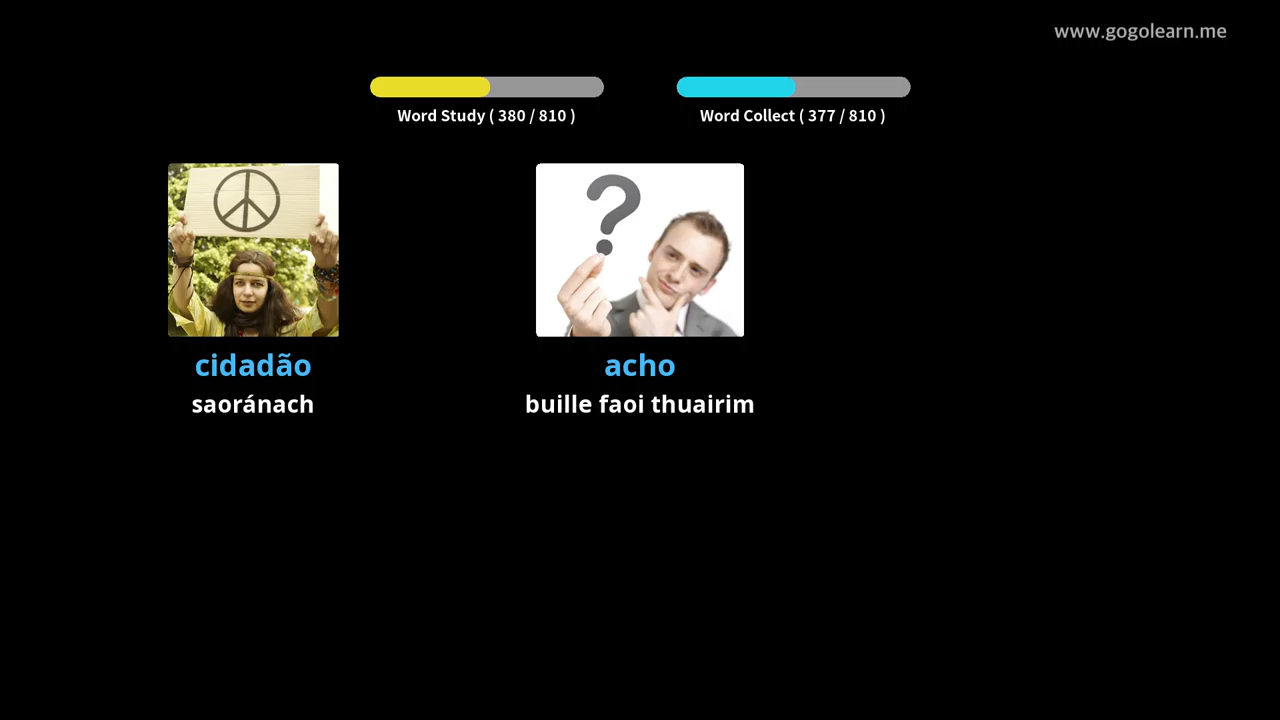 www.gogolearn.me
Word Study ( 380 / 810 )
Word Collect ( 377 / 810 )
cidadão
saoránach
acho
buille faoi thuairim